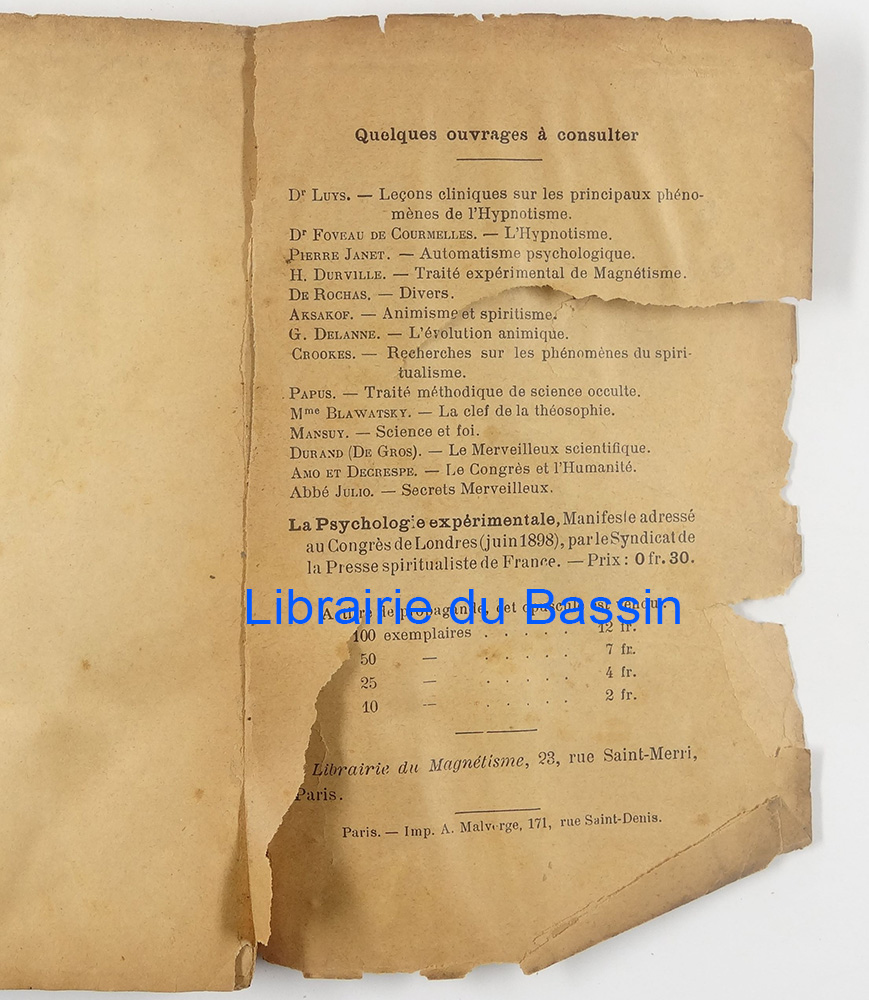 Quelques ouvrages à consulter
Dr Luys. — Leçons cliniques sur les principaux phéno-
mènes de l'Hypnotisme.
Dr Foveau de Courmelles. — L'Hypnotisme.
Pierre Janet. — Automatisme psychologique.
H. Durville. — Traité expérimental de Magnétisme.
De Rochas. — Divers.
Aksakof. — Animisme et spiritisme.
G. Delanne. — L'évolution animique.
Crookes. — Recherches sur les phénomènes du spiri-
tualisme.
Papus. — Traité méthodique de science occulte.
Mme Blawatsky. — La clef de la théosophie.
Mansuy. — Science et foi.
Durand (De Gros). — Le Merveilleux scientifique.
Amo et Decrespe. — Le Congrès et l'Humanité.
Abbé Julio. — Secrets Merveilleux.
La Psychologie expérimentale, Manifeste adressé
au Congrès de Londres (juin 1898), par le Syndicat de
la Presse spiritualiste de France. — Prix : 0 fr. 30.
A titre de propagande, cet opuscule est vendu :
Librairie du Bassin
100 exemplaires . . . . . 12 fr.
50 — . . . . . 7 fr.
25 — . . . . . 4 fr.
10 — . . . . . 2 fr.
Librairie du Magnétisme, 23, rue Saint-Merri,
Paris.
Paris. — Imp. A. Malverge, 171, rue Saint-Denis.